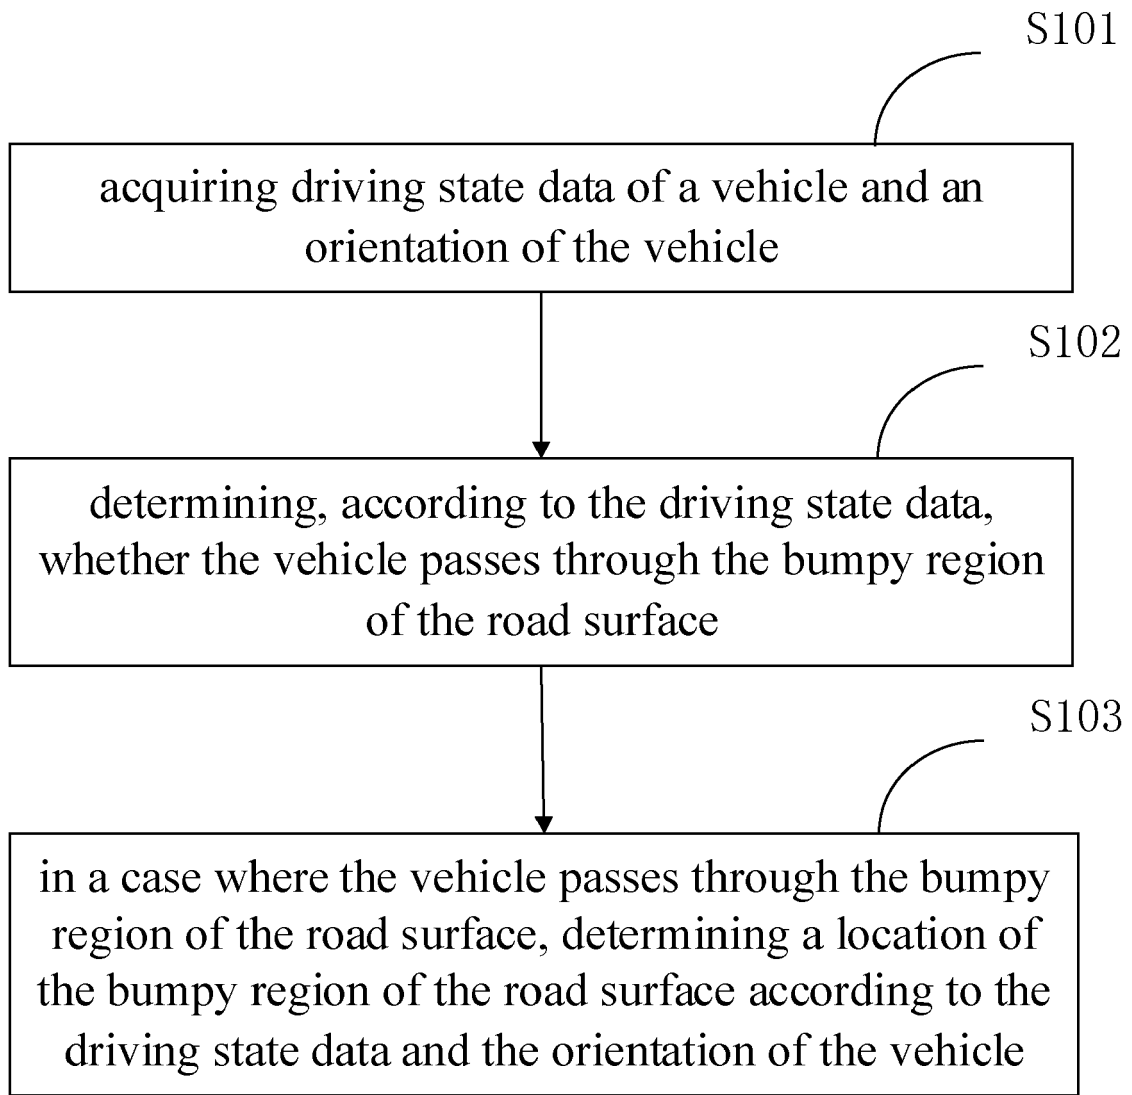 S101
acquiring driving state data of a vehicle and an
orientation of the vehicle
S102
determining, according to the driving state data,
whether the vehicle passes through the bumpy region
of the road surface
S103
in a case where the vehicle passes through the bumpy
region of the road surface, determining a location of
the bumpy region of the road surface according to the
driving state data and the orientation of the vehicle